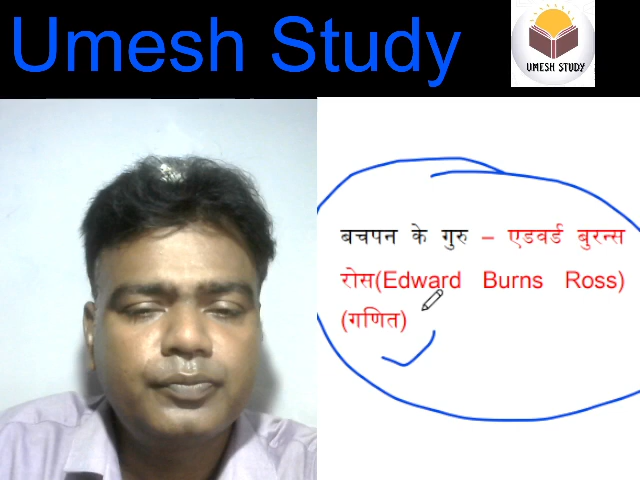 Umesh Study
UMESH STUDY
बचपन के गुरु – एडवर्ड बुरन्स
रोस(Edward Burns Ross)
(गणित)